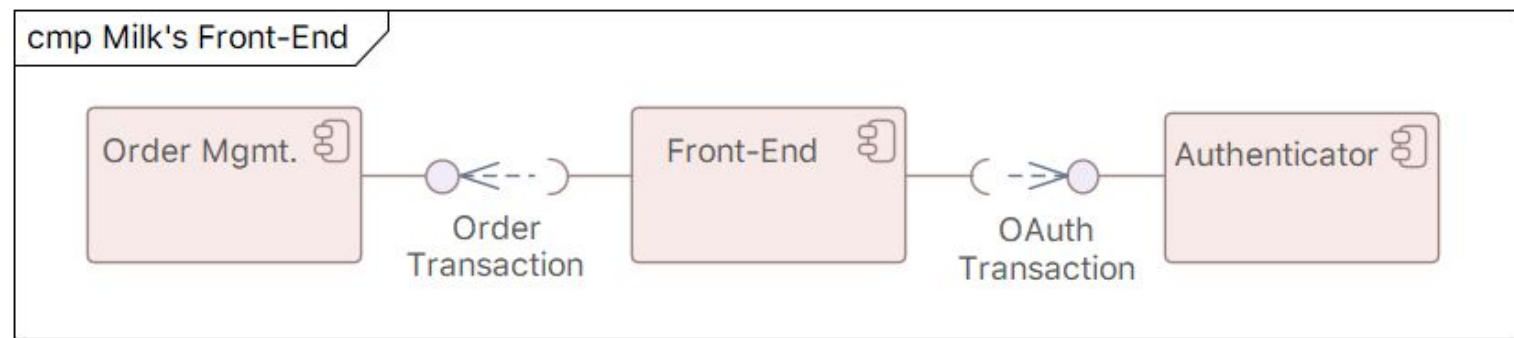 cmp Milk's Front-End
Order Mgmt.
Front-End
Authenticator
Order
Transaction
OAuth
Transaction